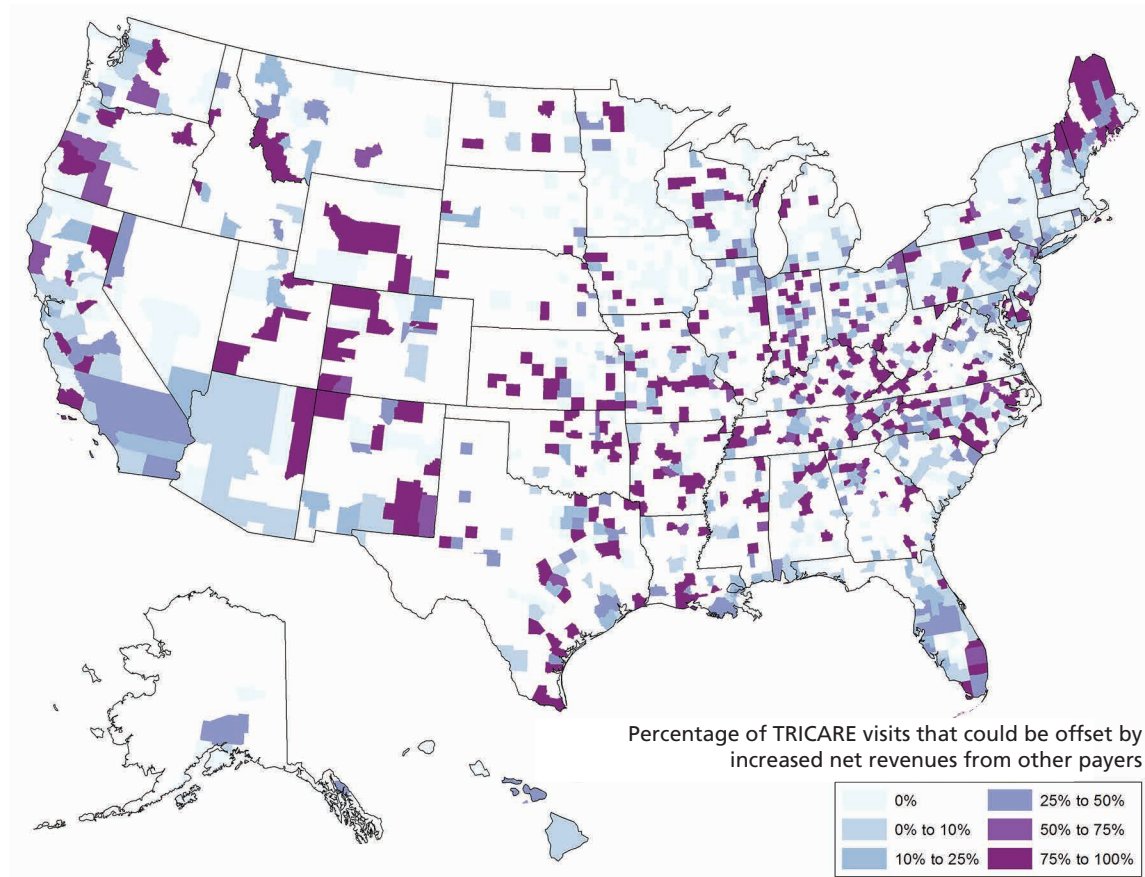 Percentage of TRICARE visits that could be offset by
increased net revenues from other payers
0%
25% to 50%
0% to 10%
50% to 75%
10% to 25%
75% to 100%